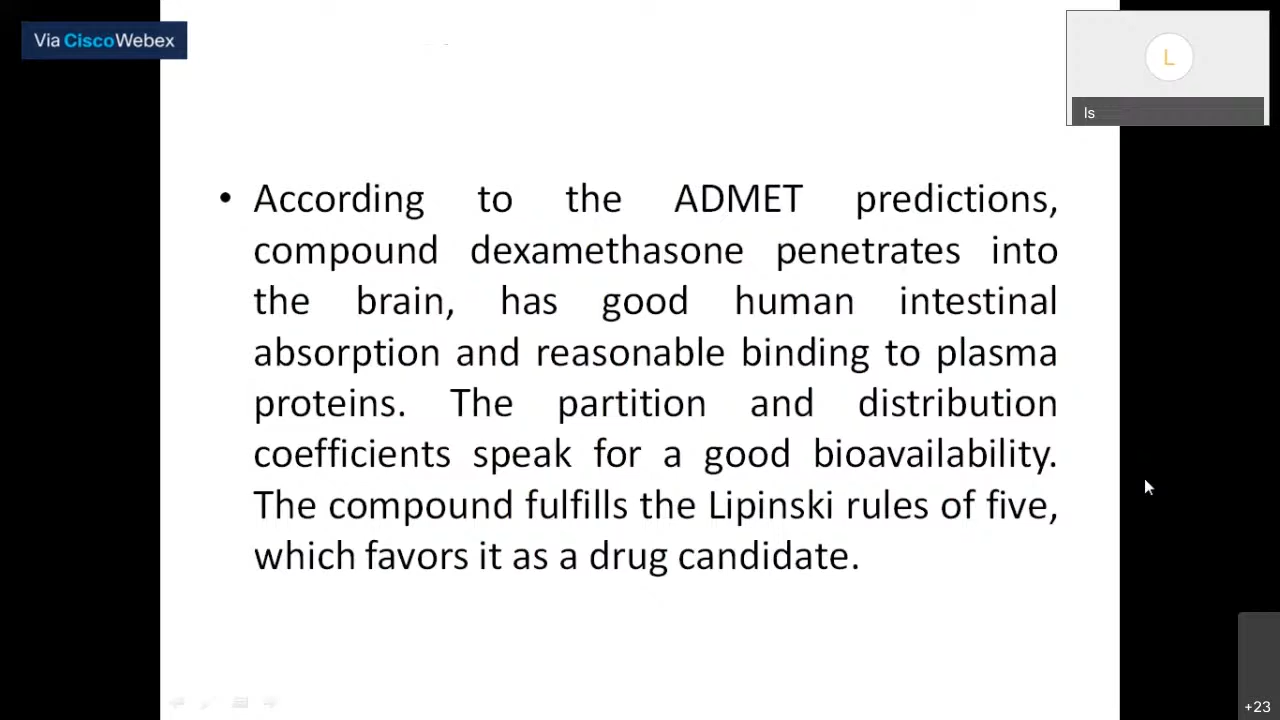 Via CiscoWebex
L
ls
• According to the ADMET predictions,
compound dexamethasone penetrates into
the brain, has good human intestinal
absorption and reasonable binding to plasma
proteins. The partition and distribution
coefficients speak for a good bioavailability.
The compound fulfills the Lipinski rules of five,
which favors it as a drug candidate.
+23